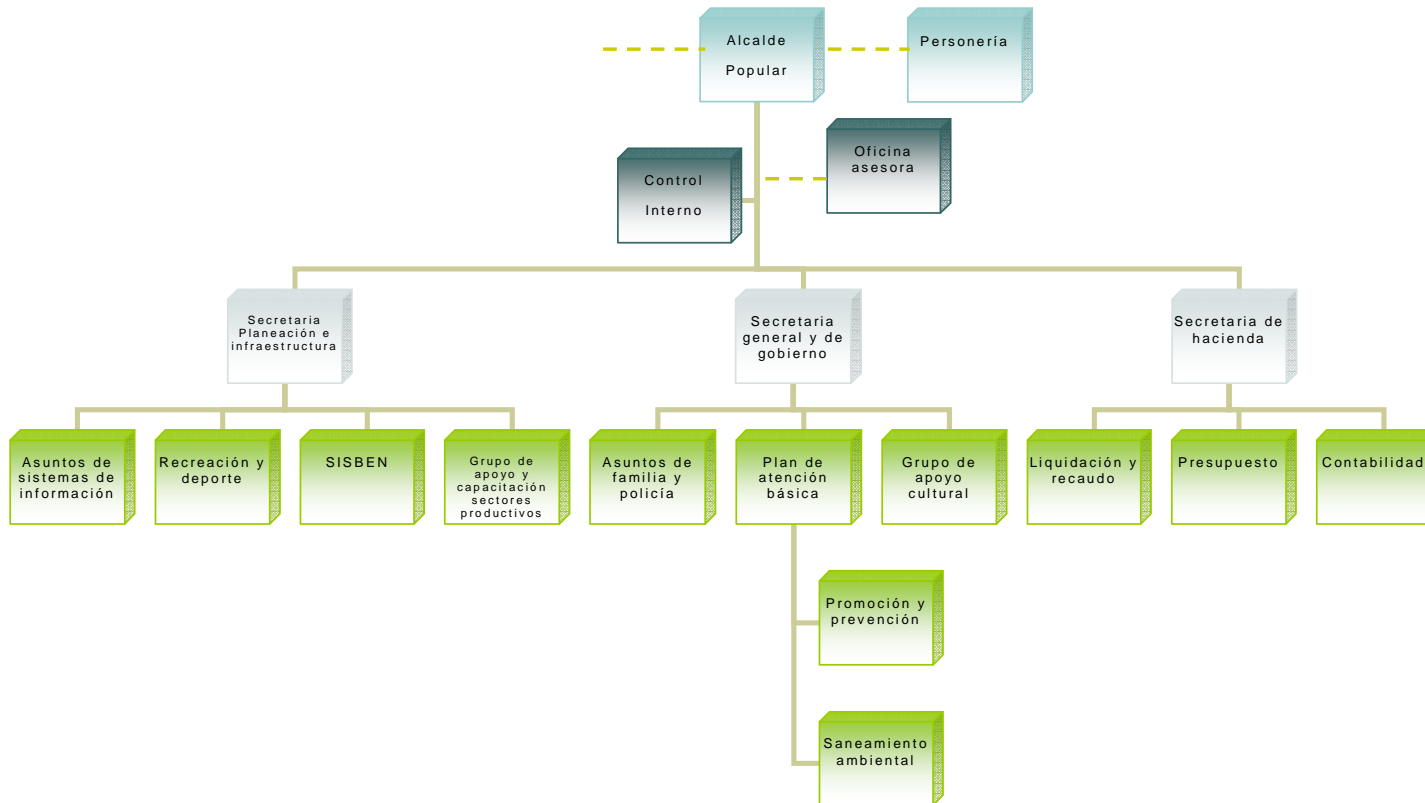 Alcalde
Popular
Personería
Oficina
asesora
Control
Interno
Secretaria
Planeación e
infraestructura
Secretaria
general y de
gobierno
Secretaria de
hacienda
Asuntos de
sistemas de
información
Recreación y
deporte
SISBEN
Grupo de
apoyo y
capacitación
sectores
productivos
Asuntos de
familia y
policía
Plan de
atención
básica
Grupo de
apoyo
cultural
Liquidación y
recaudo
Presupuesto
Contabilidad
Promoción y
prevención
Saneamiento
ambiental